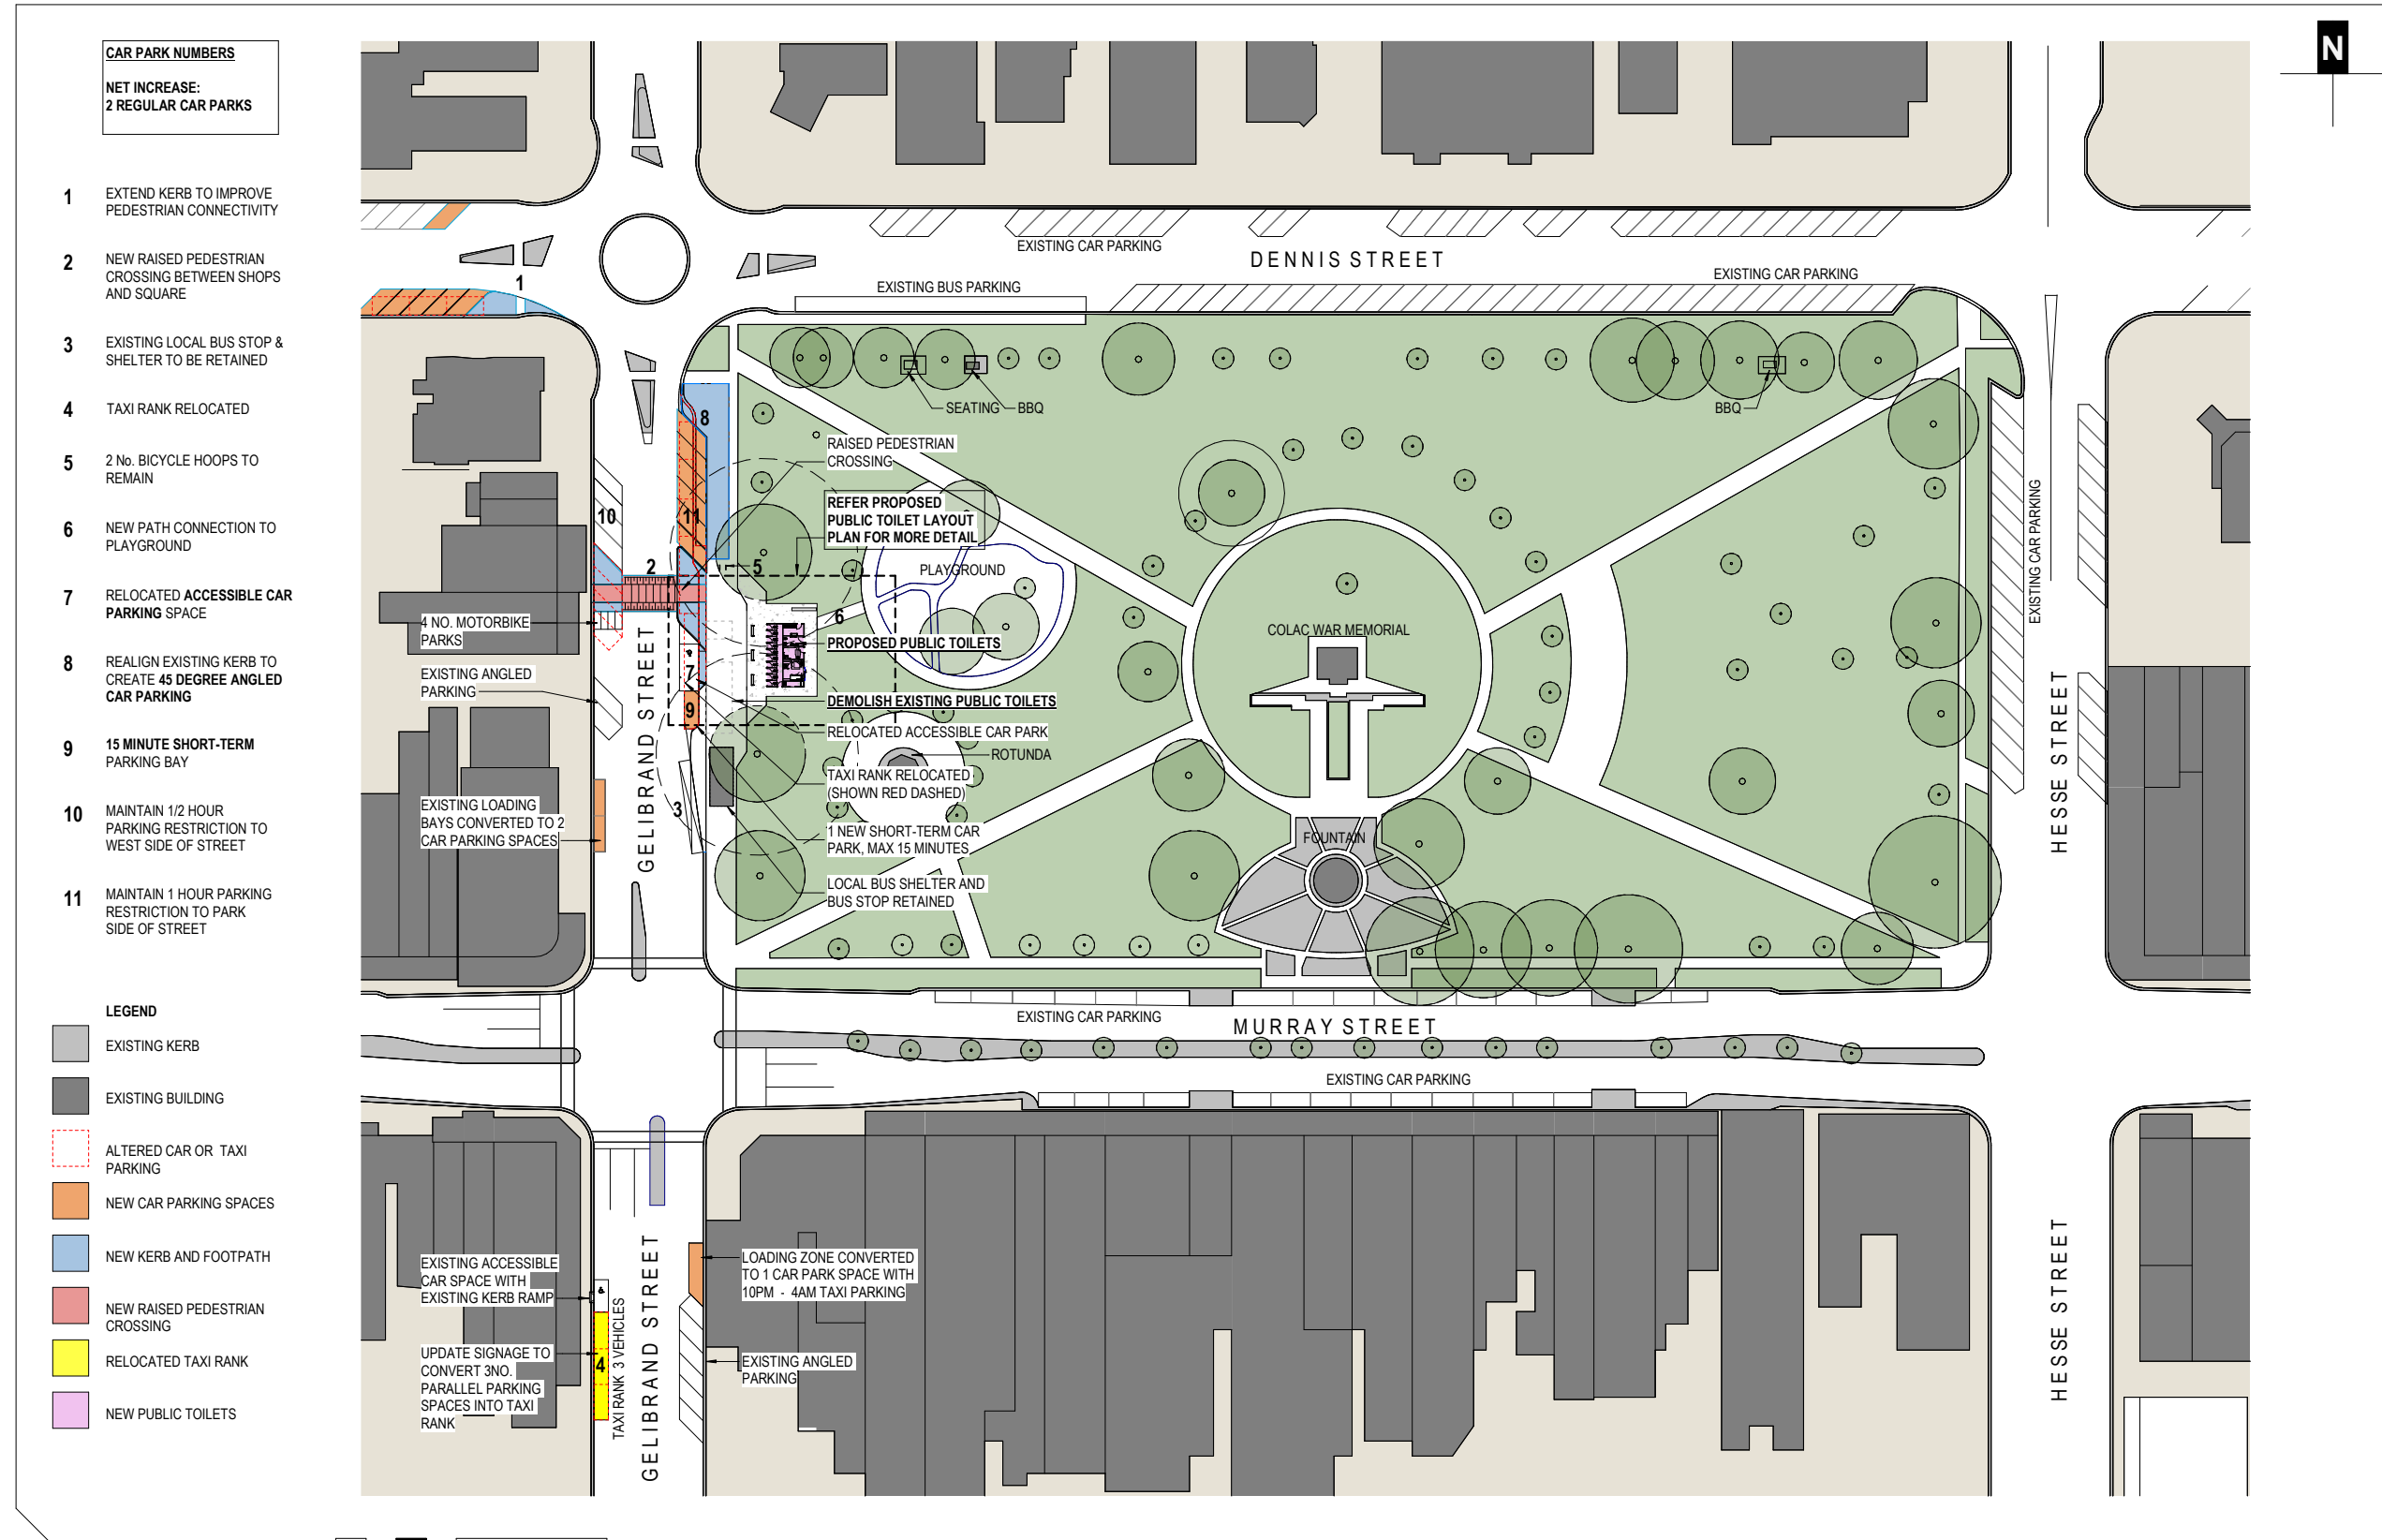 CAR PARK NUMBERS
NET INCREASE:
2 REGULAR CAR PARKS
1 EXTEND KERB TO IMPROVE
PEDESTRIAN CONNECTIVITY
2 NEW RAISED PEDESTRIAN
CROSSING BETWEEN SHOPS
AND SQUARE
3 EXISTING LOCAL BUS STOP &
SHELTER TO BE RETAINED
4 TAXI RANK RELOCATED
5 2 No. BICYCLE HOOPS TO
REMAIN
6 NEW PATH CONNECTION TO
PLAYGROUND
7 RELOCATED ACCESSIBLE CAR
PARKING SPACE
8 REALIGN EXISTING KERB TO
CREATE 45 DEGREE ANGLED
CAR PARKING
9 15 MINUTE SHORT-TERM
PARKING BAY
10 MAINTAIN 1/2 HOUR
PARKING RESTRICTION TO
WEST SIDE OF STREET
11 MAINTAIN 1 HOUR PARKING
RESTRICTION TO PARK
SIDE OF STREET
LEGEND
EXISTING KERB
EXISTING BUILDING
ALTERED CAR OR TAXI
PARKING
NEW CAR PARKING SPACES
NEW KERB AND FOOTPATH
NEW RAISED PEDESTRIAN
CROSSING
RELOCATED TAXI RANK
NEW PUBLIC TOILETS
N
EXISTING CAR PARKING
DENNIS STREET
EXISTING CAR PARKING
EXISTING BUS PARKING
1
SEATING
BBQ
BBQ
8
RAISED PEDESTRIAN
CROSSING
REFER PROPOSED
PUBLIC TOILET LAYOUT
PLAN FOR MORE DETAIL
10
11
2
5
PLAYGROUND
6
4 NO. MOTORBIKE
PARKS
PROPOSED PUBLIC TOILETS
COLAC WAR MEMORIAL
EXISTING ANGLED
PARKING
7
9
DEMOLISH EXISTING PUBLIC TOILETS
RELOCATED ACCESSIBLE CAR PARK
ROTUNDA
TAXI RANK RELOCATED
(SHOWN RED DASHED)
3
EXISTING LOADING
BAYS CONVERTED TO 2
CAR PARKING SPACES
1 NEW SHORT-TERM CAR
PARK, MAX 15 MINUTES
FOUNTAIN
LOCAL BUS SHELTER AND
BUS STOP RETAINED
GELIBRAND STREET
EXISTING CAR PARKING
HESSE STREET
EXISTING CAR PARKING
MURRAY STREET
EXISTING CAR PARKING
EXISTING ACCESSIBLE
CAR SPACE WITH
EXISTING KERB RAMP
UPDATE SIGNAGE TO
CONVERT 3NO.
PARALLEL PARKING
SPACES INTO TAXI
RANK
4
TAXI RANK 3 VEHICLES
GELIBRAND STREET
LOADING ZONE CONVERTED
TO 1 CAR PARK SPACE WITH
10PM - 4AM TAXI PARKING
EXISTING ANGLED
PARKING
HESSE STREET